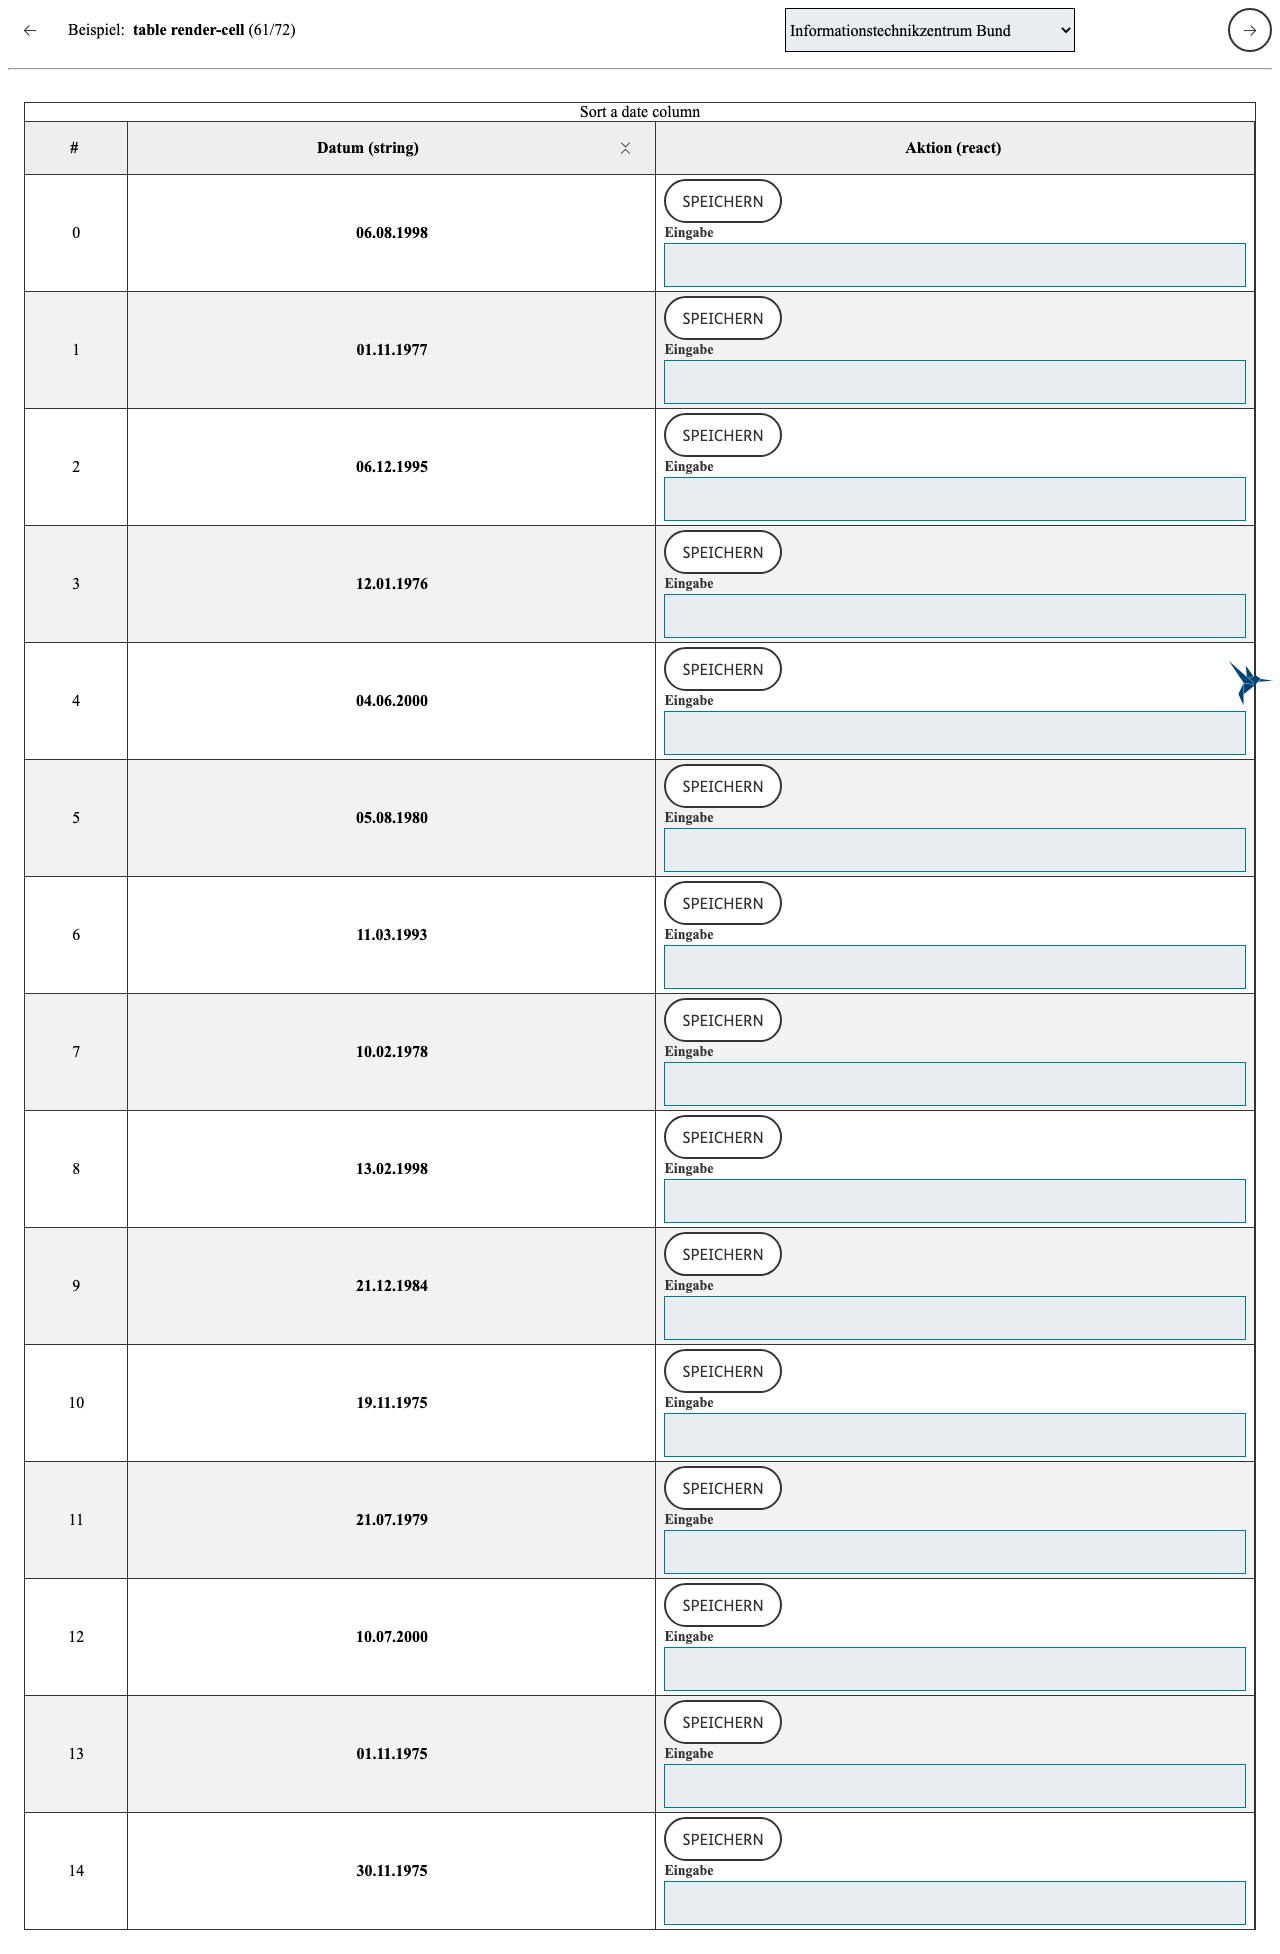 Beispiel: table render-cell (61/72)
Informationstechnikzentrum Bund
Sort a date column
# Datum (string) Aktion (react)
0 06.08.1998 SPEICHERN
Eingabe
1 01.11.1977 SPEICHERN
Eingabe
2 06.12.1995 SPEICHERN
Eingabe
3 12.01.1976 SPEICHERN
Eingabe
4 04.06.2000 SPEICHERN
Eingabe
5 05.08.1980 SPEICHERN
Eingabe
6 11.03.1993 SPEICHERN
Eingabe
7 10.02.1978 SPEICHERN
Eingabe
8 13.02.1998 SPEICHERN
Eingabe
9 21.12.1984 SPEICHERN
Eingabe
10 19.11.1975 SPEICHERN
Eingabe
11 21.07.1979 SPEICHERN
Eingabe
12 10.07.2000 SPEICHERN
Eingabe
13 01.11.1975 SPEICHERN
Eingabe
14 30.11.1975 SPEICHERN
Eingabe